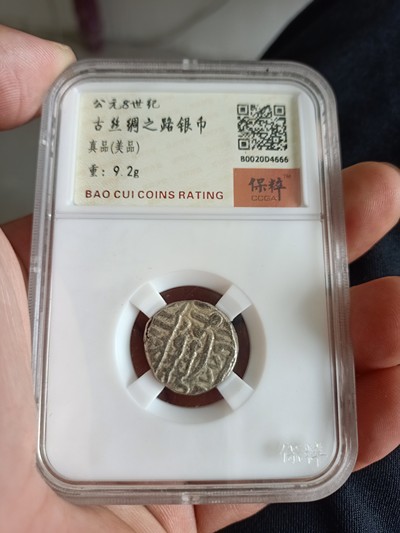 公元8世纪
古丝绸之路银币
真品(美品)
重: 9.2g
80020D4666
BAO CUI COINS RATING
保粹